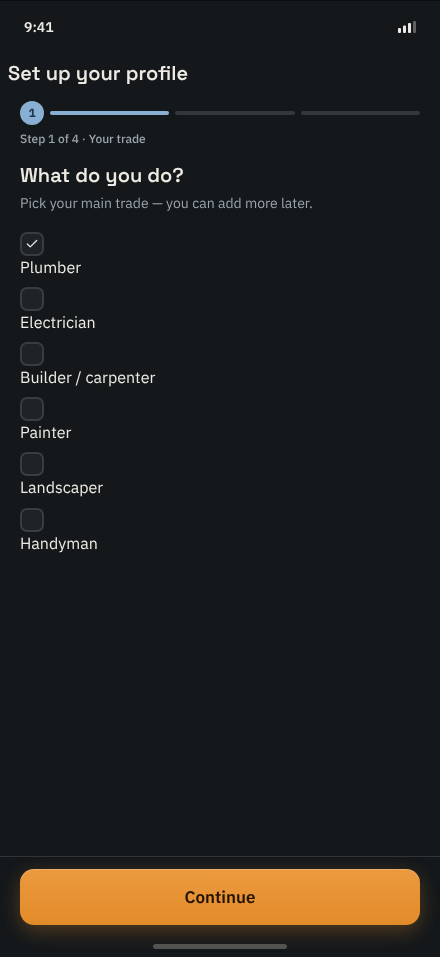 9:41
Set up your profile
1
Step 1 of 4 · Your trade
What do you do?
Pick your main trade — you can add more later.
Plumber
Electrician
Builder / carpenter
Painter
Landscaper
Handyman
Continue